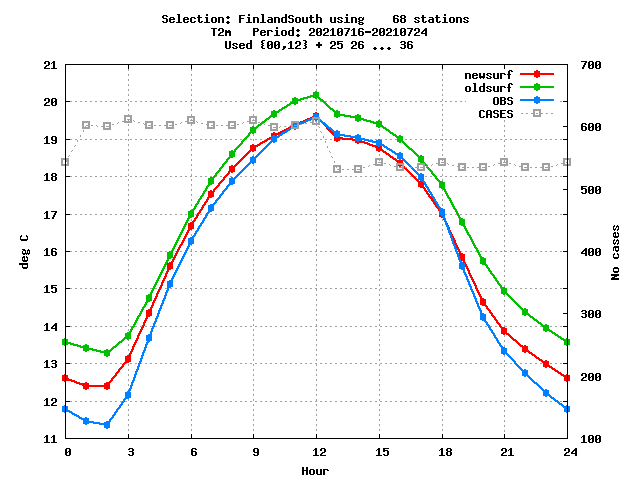 Selection: FinlandSouth using    68 stations
T2m   Period: 20210716-20210724
Used {00,12} + 25 26 ... 36
newsurf
oldsurf
OBS
CASES
deg C
21
20
19
18
17
16
15
14
13
12
11
700
600
500
400
300
200
100
No cases
0 3 6 9 12 15 18 21 24
Hour